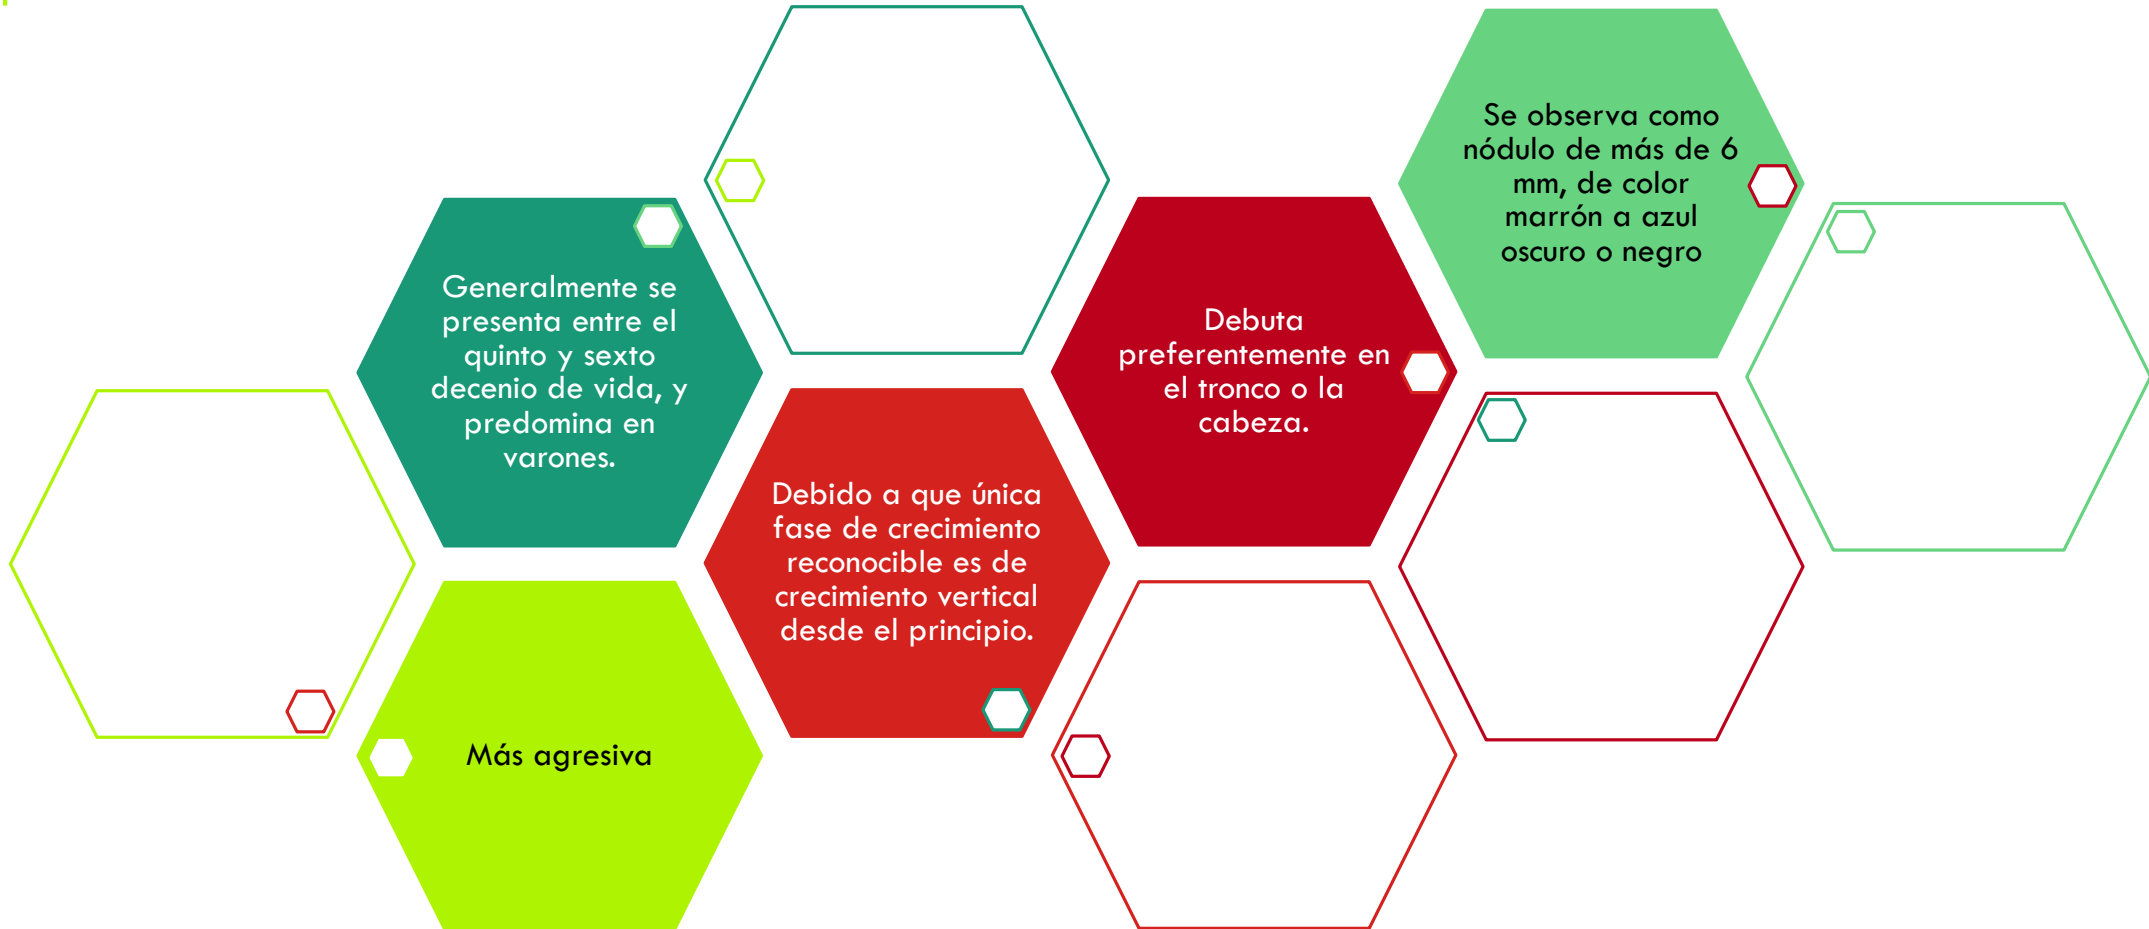 Más agresiva
Generalmente se
presenta entre el
quinto y sexto
decenio de vida, y
predomina en
varones.
Debido a que única
fase de crecimiento
reconocible es de
crecimiento vertical
desde el principio.
Debuta
preferentemente en
el tronco o la
cabeza.
Se observa como
nódulo de más de 6
mm, de color
marrón a azul
oscuro o negro